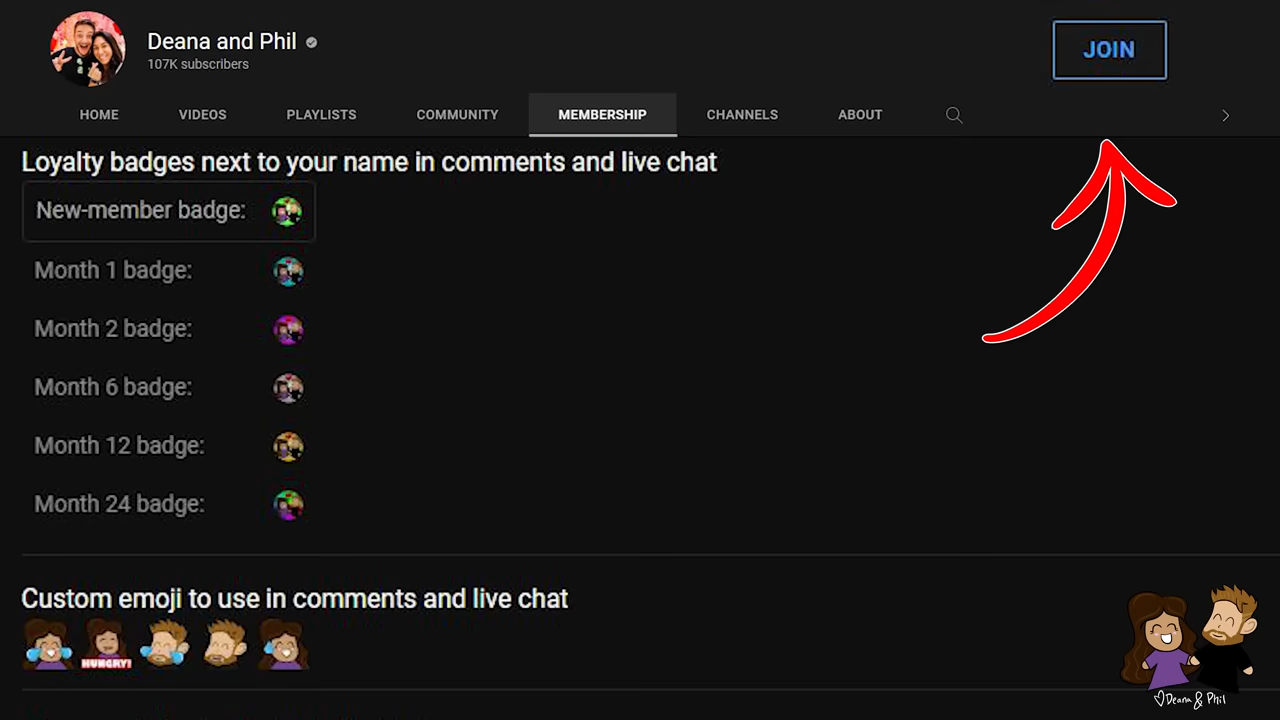 Deana and Phil
107K subscribers
JOIN
HOME VIDEOS PLAYLISTS COMMUNITY MEMBERSHIP CHANNELS ABOUT
Loyalty badges next to your name in comments and live chat
New-member badge:
Month 1 badge:
Month 2 badge:
Month 6 badge:
Month 12 badge:
Month 24 badge:
Custom emoji to use in comments and live chat
HUNGRY!
Deana & Phil